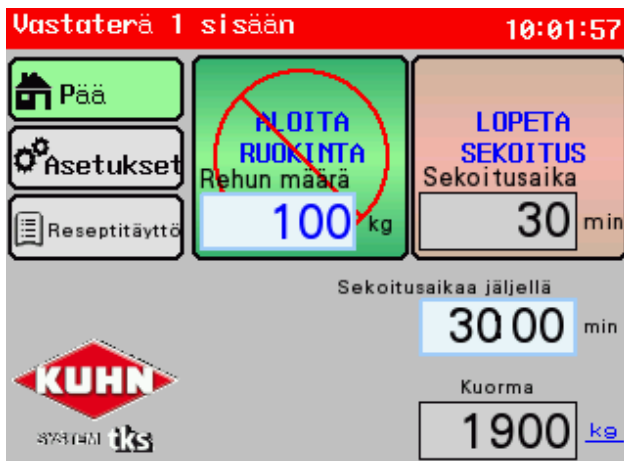 Vastaterä 1 sisään 10:01:57
Pää
Asetukset
Reseptitäyttö
ALOITA
RUOKINTA
Rehun määrä
100 kg
LOPETA
SEKOITUS
Sekoitusaika
30 min
Sekoitusaikaa jäljellä
30:00 min
Kuorma
1900 kg
KUHN
SYSTEM tks